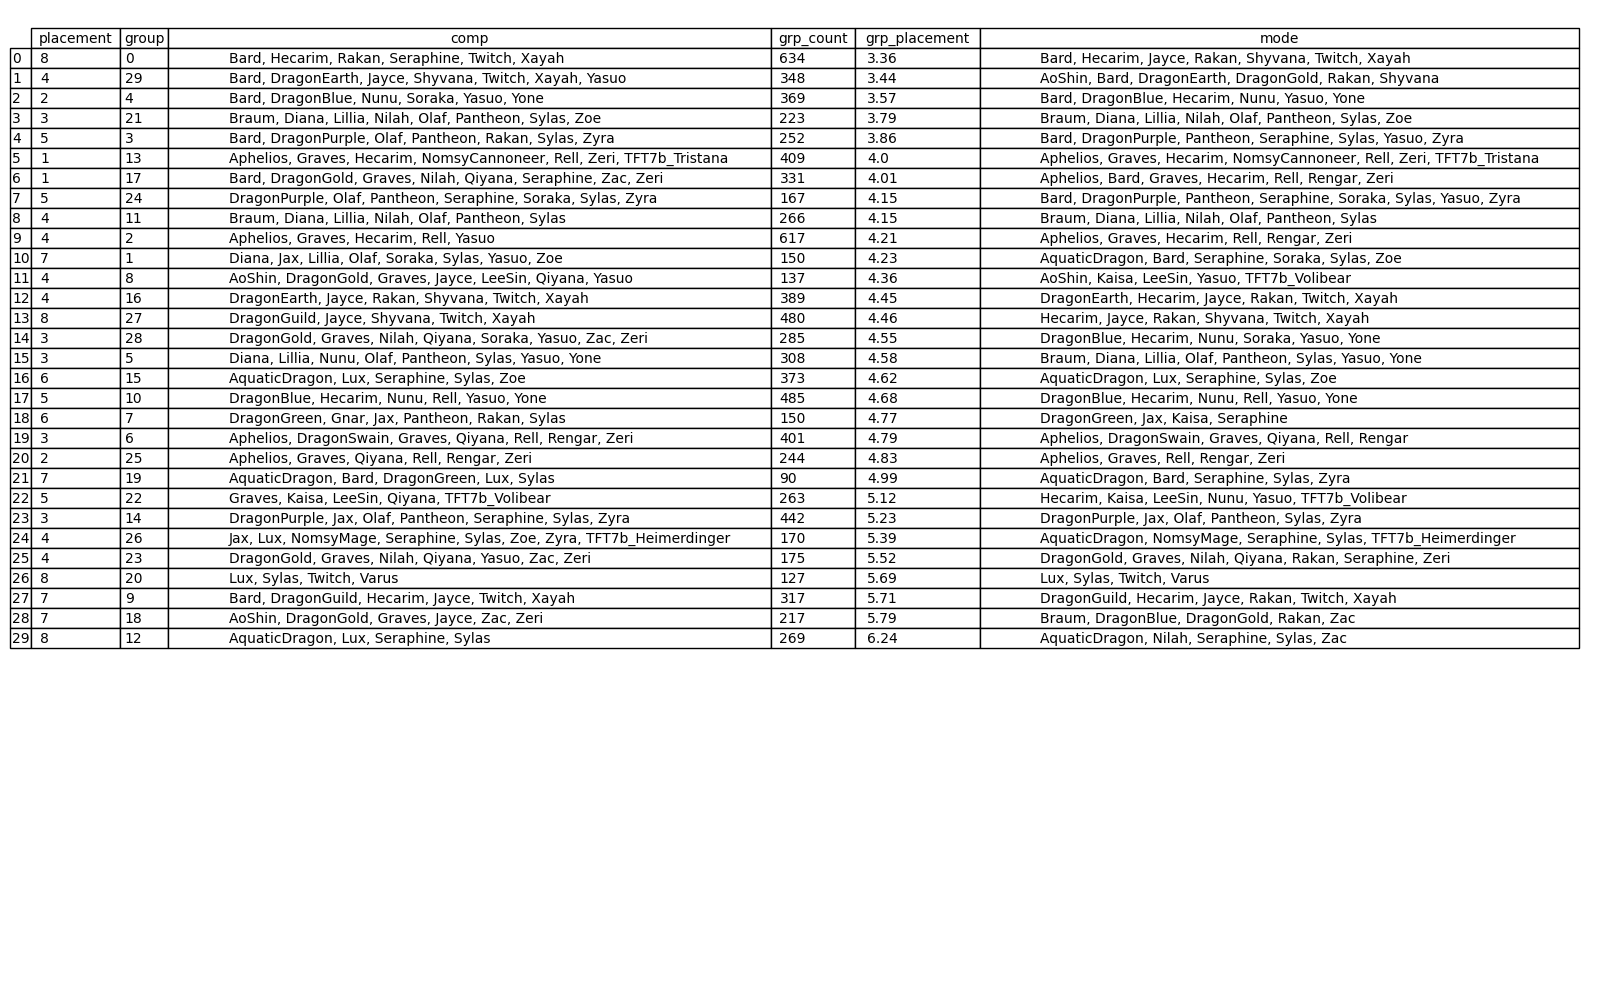 placement group comp grp_count grp_placement mode
0 8 0 Bard, Hecarim, Rakan, Seraphine, Twitch, Xayah 634 3.36 Bard, Hecarim, Jayce, Rakan, Shyvana, Twitch, Xayah
1 4 29 Bard, DragonEarth, Jayce, Shyvana, Twitch, Xayah, Yasuo 348 3.44 AoShin, Bard, DragonEarth, DragonGold, Rakan, Shyvana
2 2 4 Bard, DragonBlue, Nunu, Soraka, Yasuo, Yone 369 3.57 Bard, DragonBlue, Hecarim, Nunu, Yasuo, Yone
3 3 21 Braum, Diana, Lillia, Nilah, Olaf, Pantheon, Sylas, Zoe 223 3.79 Braum, Diana, Lillia, Nilah, Olaf, Pantheon, Sylas, Zoe
4 5 3 Bard, DragonPurple, Olaf, Pantheon, Rakan, Sylas, Zyra 252 3.86 Bard, DragonPurple, Pantheon, Seraphine, Sylas, Yasuo, Zyra
5 1 13 Aphelios, Graves, Hecarim, NomsyCannoneer, Rell, Zeri, TFT7b_Tristana 409 4.0 Aphelios, Graves, Hecarim, NomsyCannoneer, Rell, Zeri, TFT7b_Tristana
6 1 17 Bard, DragonGold, Graves, Nilah, Qiyana, Seraphine, Zac, Zeri 331 4.01 Aphelios, Bard, Graves, Hecarim, Rell, Rengar, Zeri
7 5 24 DragonPurple, Olaf, Pantheon, Seraphine, Soraka, Sylas, Zyra 167 4.15 Bard, DragonPurple, Pantheon, Seraphine, Soraka, Sylas, Yasuo, Zyra
8 4 11 Braum, Diana, Lillia, Nilah, Olaf, Pantheon, Sylas 266 4.15 Braum, Diana, Lillia, Nilah, Olaf, Pantheon, Sylas
9 4 2 Aphelios, Graves, Hecarim, Rell, Yasuo 617 4.21 Aphelios, Graves, Hecarim, Rell, Rengar, Zeri
10 7 1 Diana, Jax, Lillia, Olaf, Soraka, Sylas, Yasuo, Zoe 150 4.23 AquaticDragon, Bard, Seraphine, Soraka, Sylas, Zoe
11 4 8 AoShin, DragonGold, Graves, Jayce, LeeSin, Qiyana, Yasuo 137 4.36 AoShin, Kaisa, LeeSin, Yasuo, TFT7b_Volibear
12 4 16 DragonEarth, Jayce, Rakan, Shyvana, Twitch, Xayah 389 4.45 DragonEarth, Hecarim, Jayce, Rakan, Twitch, Xayah
13 8 27 DragonGuild, Jayce, Shyvana, Twitch, Xayah 480 4.46 Hecarim, Jayce, Rakan, Shyvana, Twitch, Xayah
14 3 28 DragonGold, Graves, Nilah, Qiyana, Soraka, Yasuo, Zac, Zeri 285 4.55 DragonBlue, Hecarim, Nunu, Soraka, Yasuo, Yone
15 3 5 Diana, Lillia, Nunu, Olaf, Pantheon, Sylas, Yasuo, Yone 308 4.58 Braum, Diana, Lillia, Olaf, Pantheon, Sylas, Yasuo, Yone
16 6 15 AquaticDragon, Lux, Seraphine, Sylas, Zoe 373 4.62 AquaticDragon, Lux, Seraphine, Sylas, Zoe
17 5 10 DragonBlue, Hecarim, Nunu, Rell, Yasuo, Yone 485 4.68 DragonBlue, Hecarim, Nunu, Rell, Yasuo, Yone
18 6 7 DragonGreen, Gnar, Jax, Pantheon, Rakan, Sylas 150 4.77 DragonGreen, Jax, Kaisa, Seraphine
19 3 6 Aphelios, DragonSwain, Graves, Qiyana, Rell, Rengar, Zeri 401 4.79 Aphelios, DragonSwain, Graves, Qiyana, Rell, Rengar
20 2 25 Aphelios, Graves, Qiyana, Rell, Rengar, Zeri 244 4.83 Aphelios, Graves, Rell, Rengar, Zeri
21 7 19 AquaticDragon, Bard, DragonGreen, Lux, Sylas 90 4.99 AquaticDragon, Bard, Seraphine, Sylas, Zyra
22 5 22 Graves, Kaisa, LeeSin, Qiyana, TFT7b_Volibear 263 5.12 Hecarim, Kaisa, LeeSin, Nunu, Yasuo, TFT7b_Volibear
23 3 14 DragonPurple, Jax, Olaf, Pantheon, Seraphine, Sylas, Zyra 442 5.23 DragonPurple, Jax, Olaf, Pantheon, Sylas, Zyra
24 4 26 Jax, Lux, NomsyMage, Seraphine, Sylas, Zoe, Zyra, TFT7b_Heimerdinger 170 5.39 AquaticDragon, NomsyMage, Seraphine, Sylas, TFT7b_Heimerdinger
25 4 23 DragonGold, Graves, Nilah, Qiyana, Yasuo, Zac, Zeri 175 5.52 DragonGold, Graves, Nilah, Qiyana, Rakan, Seraphine, Zeri
26 8 20 Lux, Sylas, Twitch, Varus 127 5.69 Lux, Sylas, Twitch, Varus
27 7 9 Bard, DragonGuild, Hecarim, Jayce, Twitch, Xayah 317 5.71 DragonGuild, Hecarim, Jayce, Rakan, Twitch, Xayah
28 7 18 AoShin, DragonGold, Graves, Jayce, Zac, Zeri 217 5.79 Braum, DragonBlue, DragonGold, Rakan, Zac
29 8 12 AquaticDragon, Lux, Seraphine, Sylas 269 6.24 AquaticDragon, Nilah, Seraphine, Sylas, Zac